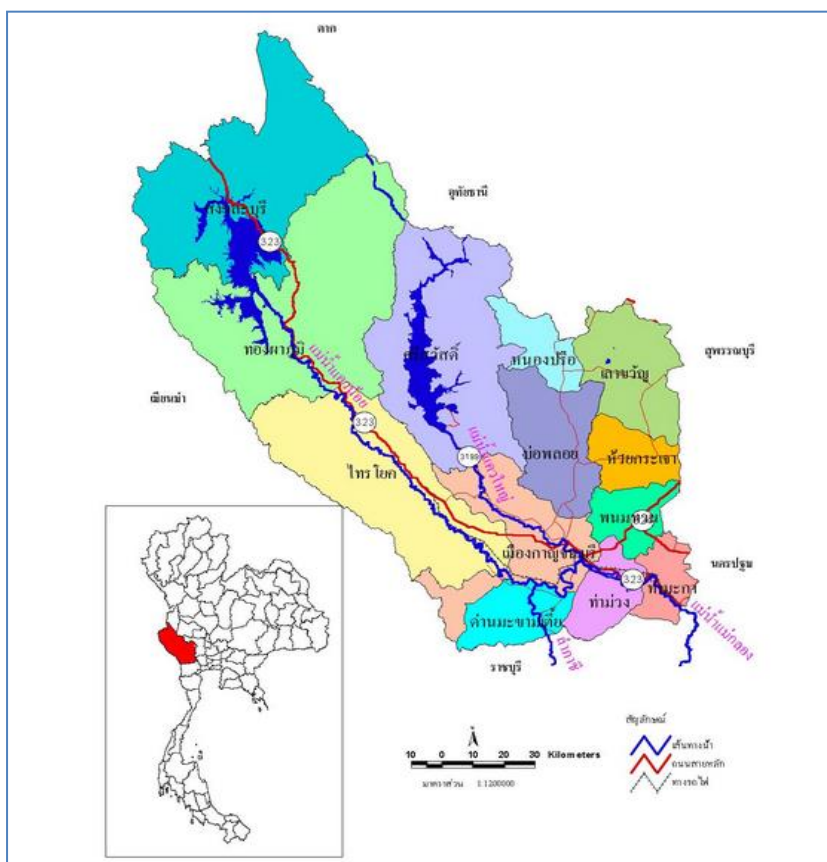 ตาก
อุทัยธานี
สังขละบุรี
323
ทองผาภูมิ
แม่น้ำแควน้อย
ศรีสวัสดิ์
หนองปรือ
เลาขวัญ
สุพรรณบุรี
323
3199
แม่น้ำแควใหญ่
บ่อพลอย
ห้วยกระเจา
ไทรโยค
พนมทวน
เมืองกาญจนบุรี
นครปฐม
323
ท่ามะกา
ท่าม่วง
ด่านมะขามเตี้ย
แม่น้ำแม่กลอง
ลำภาชี
ราชบุรี
สัญลักษณ์
เส้นทางน้ำ
ถนนสายหลัก
ทางรถไฟ
N
10 0 10 20 30 Kilometers
มาตราส่วน 1:1200000